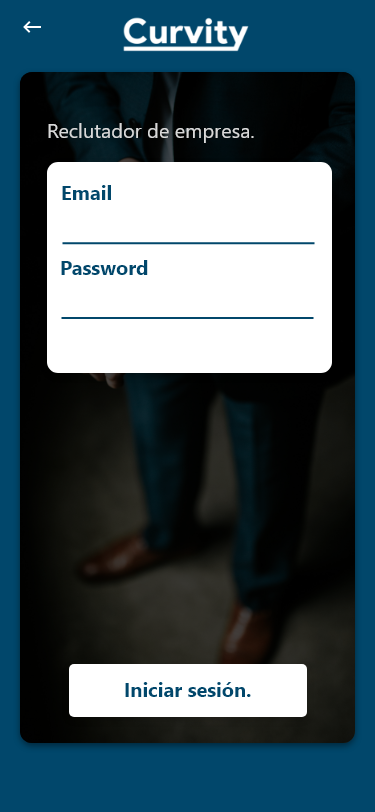 Curvity
Reclutador de empresa.
Email
Password
Iniciar sesión.